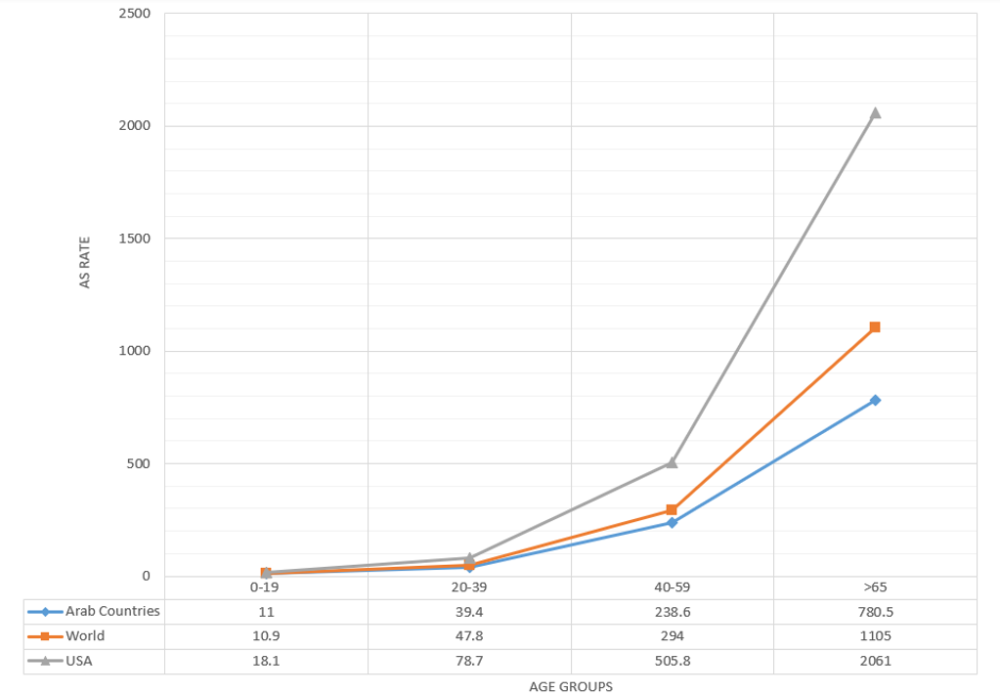 2500
2000
1500
1000
500
0
AS RATE
0-19 20-39 40-59 >65
Arab Countries 11 39.4 238.6 780.5
World 10.9 47.8 294 1105
USA 18.1 78.7 505.8 2061
AGE GROUPS